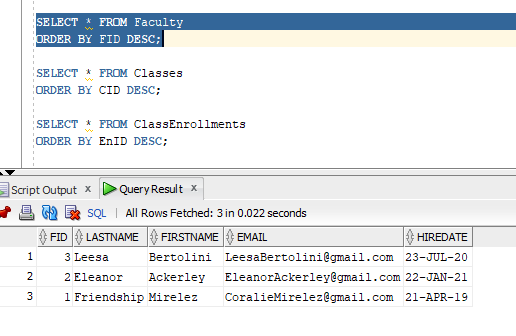 SELECT * FROM Faculty
ORDER BY FID DESC;
SELECT * FROM Classes
ORDER BY CID DESC;
SELECT * FROM ClassEnrollments
ORDER BY EnID DESC;
Script Output x Query Result x
SQL | All Rows Fetched: 3 in 0.022 seconds
FID LASTNAME FIRSTNAME EMAIL HIREDATE
1 3 Leesa Bertolini LeesaBertolini@gmail.com 23-JUL-20
2 2 Eleanor Ackerley EleanorAckerley@gmail.com 22-JAN-21
3 1 Friendship Mirelez CoralieMirelez@gmail.com 21-APR-19